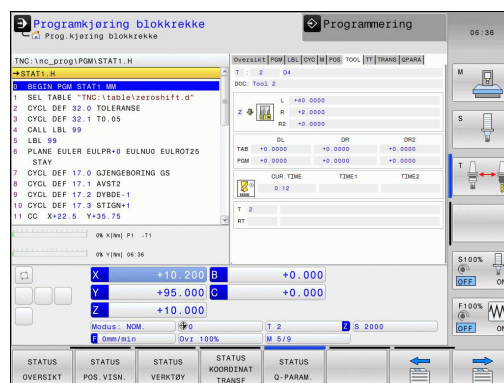 Programkjøring blokkrekke
Prog.kjøring blokkrekke
Programmering
06:36
TNC:\nc_prog\PGM\STAT1.H
→STAT1.H
0 BEGIN PGM STAT1 MM
1 SEL TABLE "TNC:\table\zeroshift.d"
2 CYCL DEF 32.0 TOLERANSE
3 CYCL DEF 32.1 T0.05
4 CALL LBL 99
5 LBL 99
6 PLANE EULER EULPR+0 EULNU0 EULROT25
STAY
7 CYCL DEF 17.0 GJENGEBORING GS
8 CYCL DEF 17.1 AVST2
9 CYCL DEF 17.2 DYBDE-1
10 CYCL DEF 17.3 STIGN+1
11 CC X+22.5 Y+35.75
Oversikt PGM LBL CYC M POS TOOL TT TRANS QPARA
T : 2 D4
DOC: Tool 2
Z L +40.0000
R +2.0000
R2 +0.0000
DL DR DR2
TAB +0.0000 +0.0000 +0.0000
PGM +0.0000 +0.0000 +0.0000
CUR.TIME TIME1 TIME2
0:12
T 2
RT
0% X[Nm] P1 -T1
0% Y[Nm] 06:36
X +10.200 B +0.000
Y +95.000 C +0.000
Z +10.000
Modus: NOM. 0 T 2 Z S 2000
F 0mm/min Ovr 100% M 5/9
M
S
T
S100%
OFF ON
F100%
OFF ON
STATUS OVERSIKT
STATUS POS.VISN.
STATUS VERKTØY
STATUS KOORDINAT TRANSF
STATUS Q-PARAM.